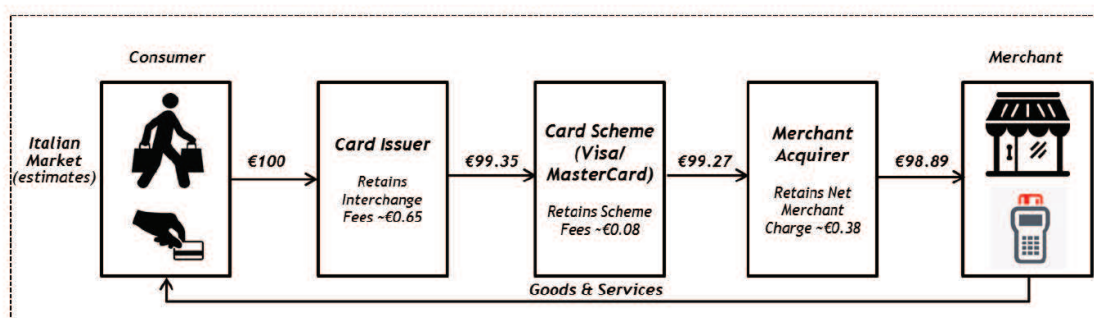 Consumer
Merchant
Italian
Market
(estimates)
€100
Card Issuer
Retains
Interchange
Fees ~€0.65
€99.35
Card Scheme
(Visa/
MasterCard)
Retains Scheme
Fees ~€0.08
€99.27
Merchant
Acquirer
Retains Net
Merchant
Charge ~€0.38
€98.89
Goods & Services